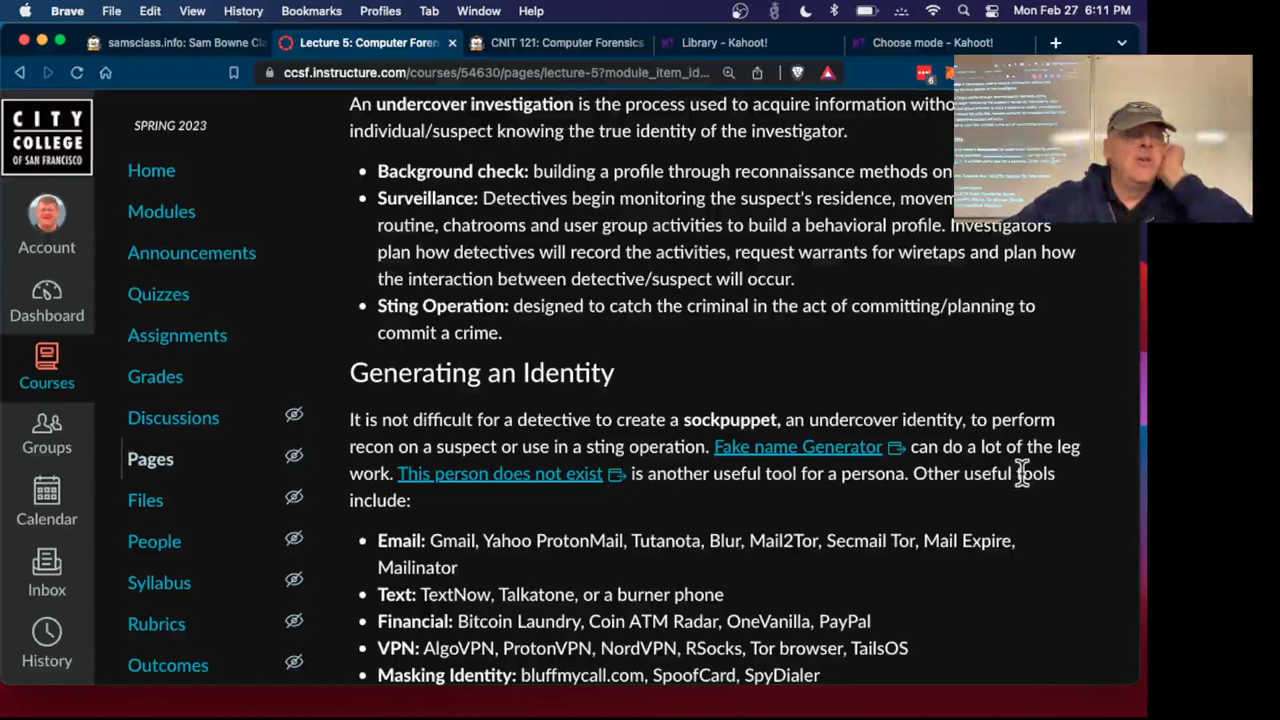 Brave File Edit View History Bookmarks Profiles Tab Window Help Mon Feb 27 6:11 PM
samsclass.info: Sam Bowne Cl Lecture 5: Computer Foren CNIT 121: Computer Forensics Library - Kahoot! Choose mode - Kahoot!
ccsf.instructure.com/courses/54630/pages/lecture-5?module_item_id... 6
CITY
COLLEGE
OF SAN FRANCISCO
Account
Dashboard
Courses
Groups
Calendar
Inbox
History
SPRING 2023
Home
Modules
Announcements
Quizzes
Assignments
Grades
Discussions
Pages
Files
People
Syllabus
Rubrics
Outcomes
An undercover investigation is the process used to acquire information witho
individual/suspect knowing the true identity of the investigator.
• Background check: building a profile through reconnaissance methods on
• Surveillance: Detectives begin monitoring the suspect's residence, movem
routine, chatrooms and user group activities to build a behavioral profile. Investigators
plan how detectives will record the activities, request warrants for wiretaps and plan how
the interaction between detective/suspect will occur.
• Sting Operation: designed to catch the criminal in the act of committing/planning to
commit a crime.
Generating an Identity
It is not difficult for a detective to create a sockpuppet, an undercover identity, to perform
recon on a suspect or use in a sting operation. Fake name Generator can do a lot of the leg
work. This person does not exist is another useful tool for a persona. Other useful tools
include:
• Email: Gmail, Yahoo ProtonMail, Tutanota, Blur, Mail2Tor, Secmail Tor, Mail Expire,
Mailinator
• Text: TextNow, Talkatone, or a burner phone
• Financial: Bitcoin Laundry, Coin ATM Radar, OneVanilla, PayPal
• VPN: AlgoVPN, ProtonVPN, NordVPN, RSocks, Tor browser, TailsOS
• Masking Identity: bluffmycall.com, SpoofCard, SpyDialer